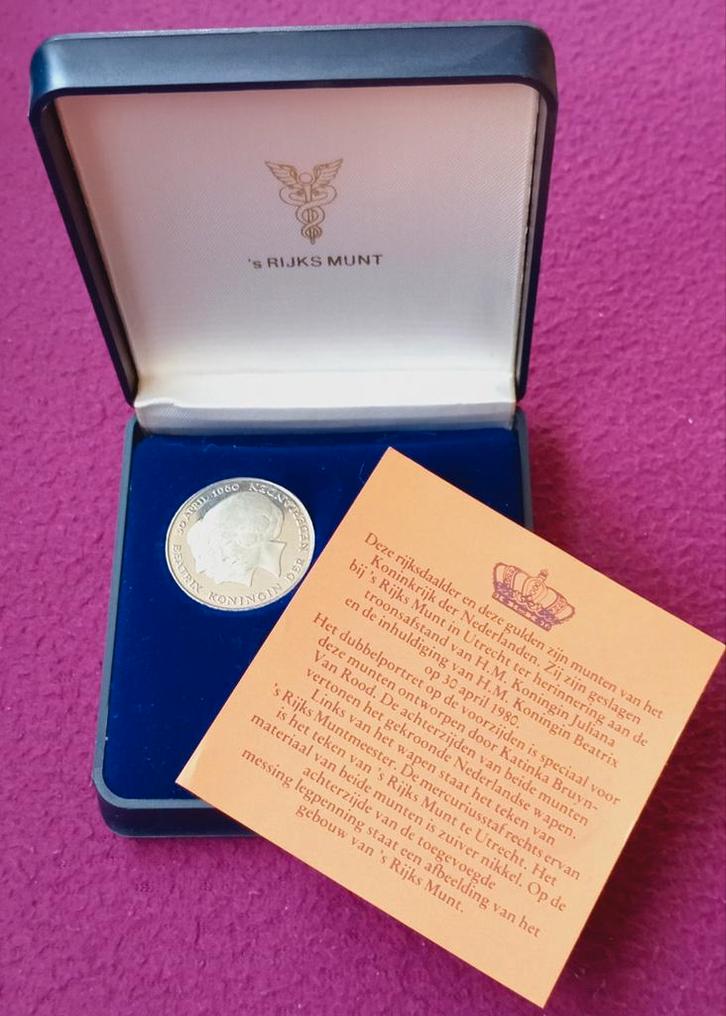 's RIJKS MUNT
30 APRIL 1980
BEATRIX KONINGIN DER NEDERLANDEN
Deze rijksdaalder en deze gulden zijn munten van het
Koninkrijk der Nederlanden. Zij zijn geslagen
bij 's Rijks Munt in Utrecht ter herinnering aan de
troonsafstand van H.M. Koningin Juliana
en de inhuldiging van H.M. Koningin Beatrix
op 30 april 1980.
Het dubbelportret op de voorzijden is speciaal voor
deze munten ontworpen door Katinka Bruyn-
Van Rood. De achterzijden van beide munten
vertonen het gekroonde Nederlandse wapen.
Links van het wapen staat het teken van
's Rijks Muntmeester. De mercuriusstaf rechts ervan
is het teken van 's Rijks Munt te Utrecht. Het
materiaal van beide munten is zuiver nikkel. Op de
achterzijde van de toegevoegde
messing legpenning staat een afbeelding van het
gebouw van 's Rijks Munt.